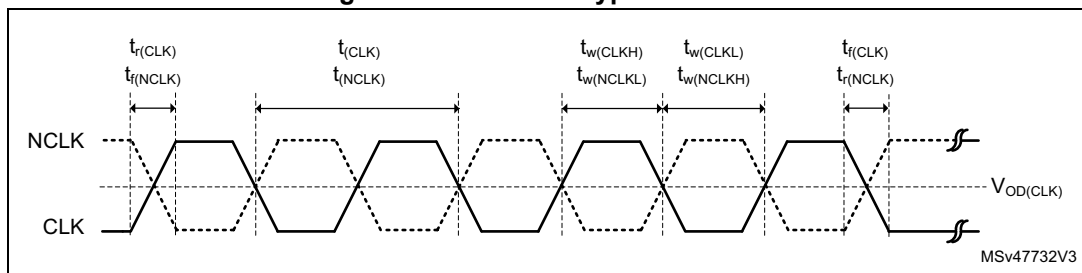 t_r(CLK) t_(CLK) t_w(CLKH) t_w(CLKL) t_f(CLK)
t_f(NCLK) t_(NCLK) t_w(NCLKL) t_w(NCLKH) t_r(NCLK)
NCLK
V_OD(CLK)
CLK
MSv47732V3